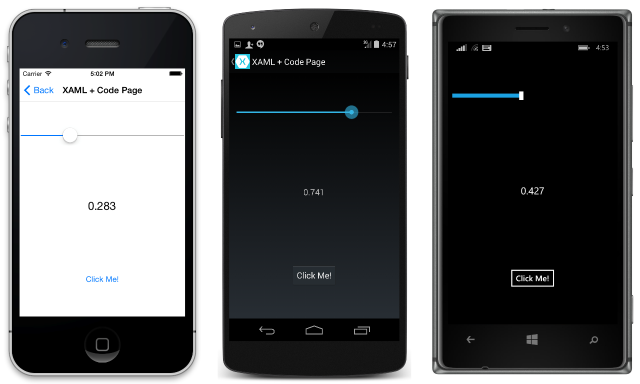 Carrier 5:02 PM
Back XAML + Code Page
0.283
Click Me!
4:57
XAML + Code Page
0.741
Click Me!
4:53
0.427
Click Me!